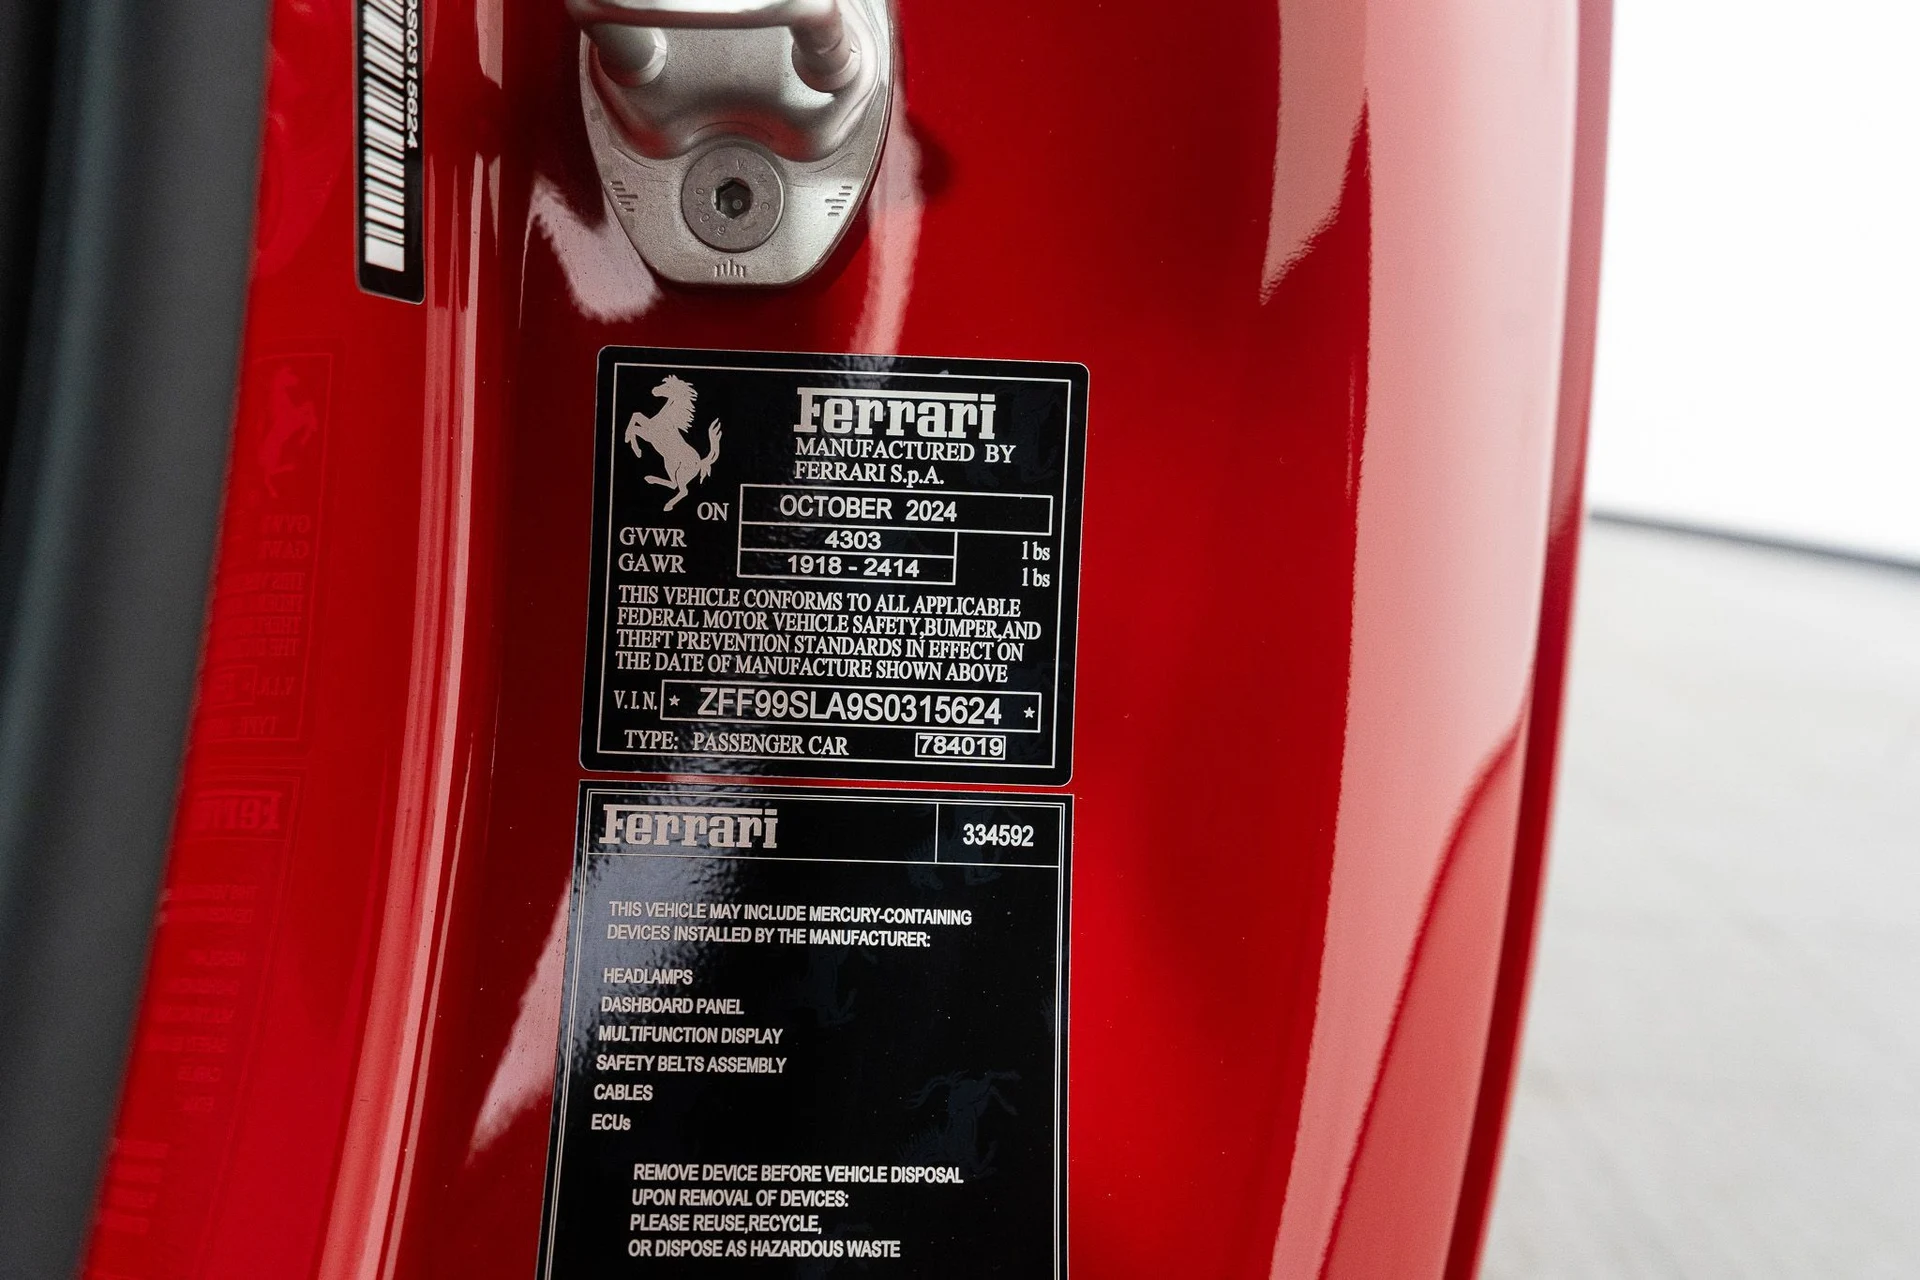 9S0315624
Ferrari
MANUFACTURED BY
FERRARI S.p.A.
ON OCTOBER 2024
GVWR 4303 lbs
GAWR 1918 - 2414 lbs
THIS VEHICLE CONFORMS TO ALL APPLICABLE
FEDERAL MOTOR VEHICLE SAFETY,BUMPER,AND
THEFT PREVENTION STANDARDS IN EFFECT ON
THE DATE OF MANUFACTURE SHOWN ABOVE
V.I.N. * ZFF99SLA9S0315624 *
TYPE: PASSENGER CAR 784019
Ferrari 334592
THIS VEHICLE MAY INCLUDE MERCURY-CONTAINING
DEVICES INSTALLED BY THE MANUFACTURER:
HEADLAMPS
DASHBOARD PANEL
MULTIFUNCTION DISPLAY
SAFETY BELTS ASSEMBLY
CABLES
ECUs
REMOVE DEVICE BEFORE VEHICLE DISPOSAL
UPON REMOVAL OF DEVICES:
PLEASE REUSE,RECYCLE,
OR DISPOSE AS HAZARDOUS WASTE